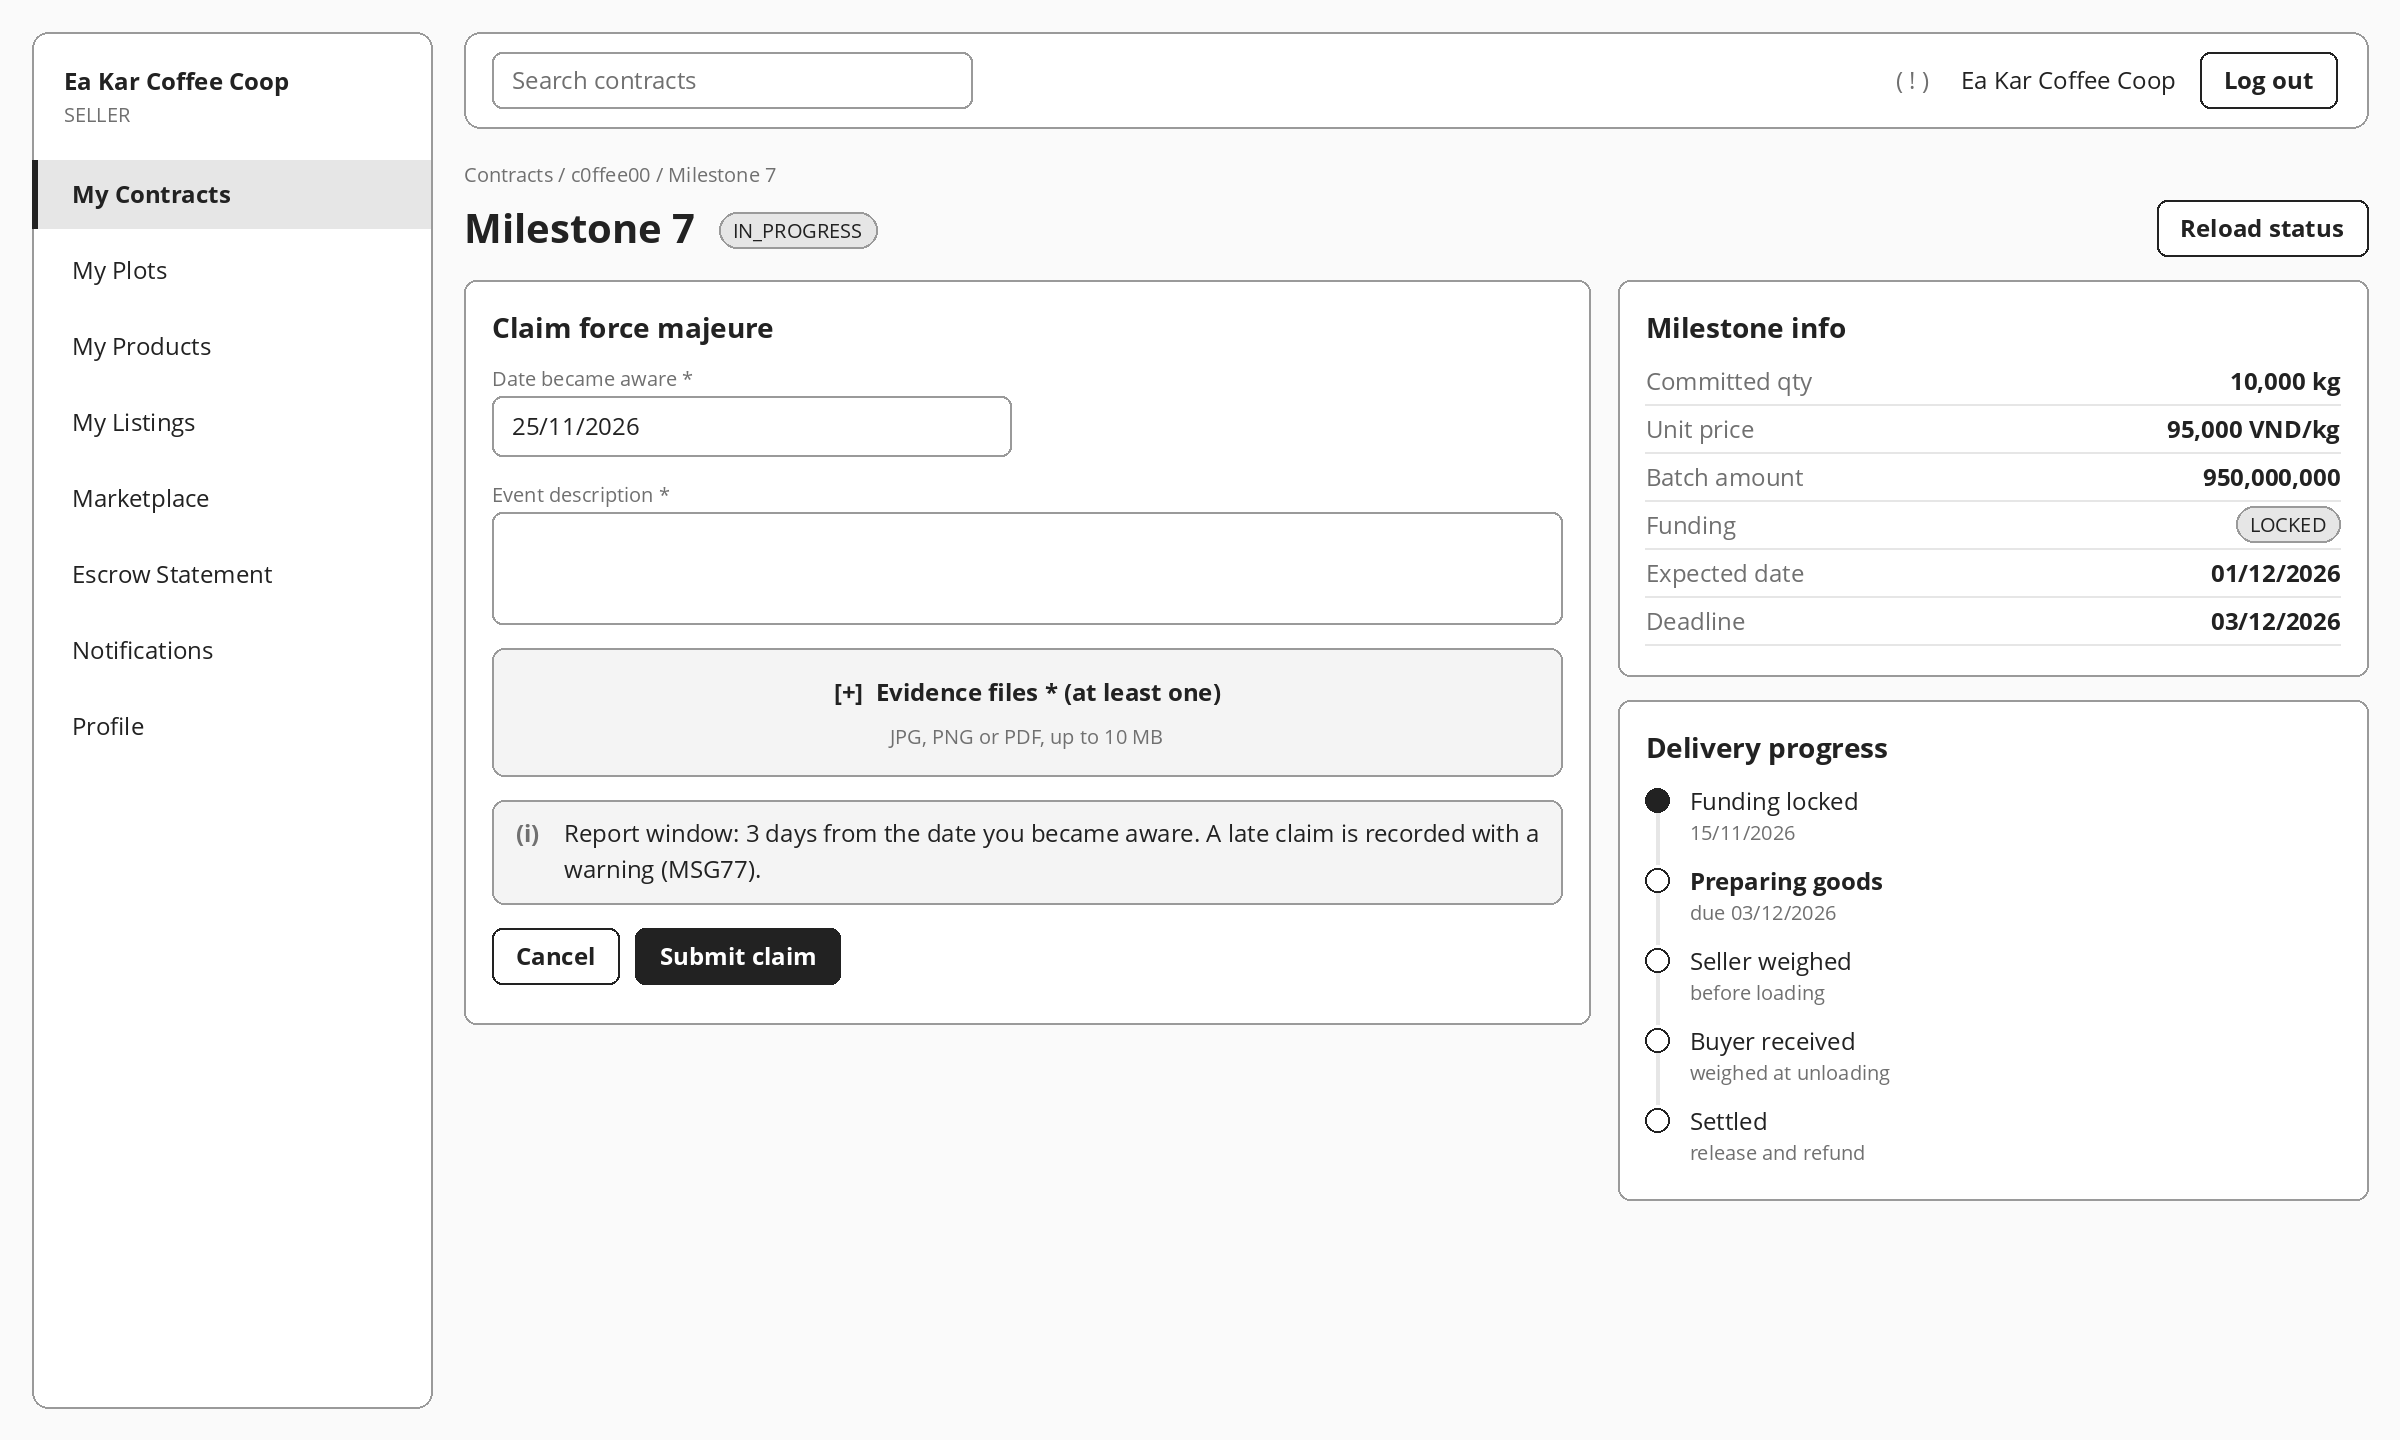 Ea Kar Coffee Coop
SELLER
My Contracts
My Plots
My Products
My Listings
Marketplace
Escrow Statement
Notifications
Profile
Search contracts
( ! )
Ea Kar Coffee Coop
Log out
Contracts / c0ffee00 / Milestone 7
Milestone 7
IN_PROGRESS
Reload status
Claim force majeure
Date became aware *
25/11/2026
Event description *
[+] Evidence files * (at least one)
JPG, PNG or PDF, up to 10 MB
(i) Report window: 3 days from the date you became aware. A late claim is recorded with a
warning (MSG77).
Cancel
Submit claim
Milestone info
Committed qty 10,000 kg
Unit price 95,000 VND/kg
Batch amount 950,000,000
Funding LOCKED
Expected date 01/12/2026
Deadline 03/12/2026
Delivery progress
Funding locked
15/11/2026
Preparing goods
due 03/12/2026
Seller weighed
before loading
Buyer received
weighed at unloading
Settled
release and refund